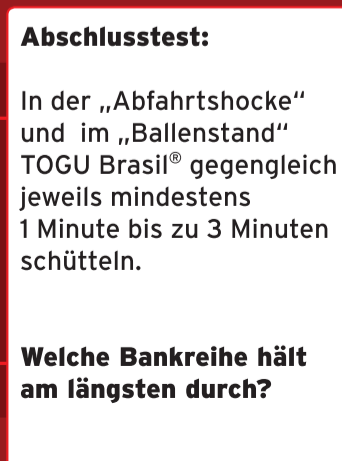 Abschlusstest:
In der „Abfahrtshocke“
und im „Ballenstand“
TOGU Brasil® gegengleich
jeweils mindestens
1 Minute bis zu 3 Minuten
schütteln.
Welche Bankreihe hält
am längsten durch?